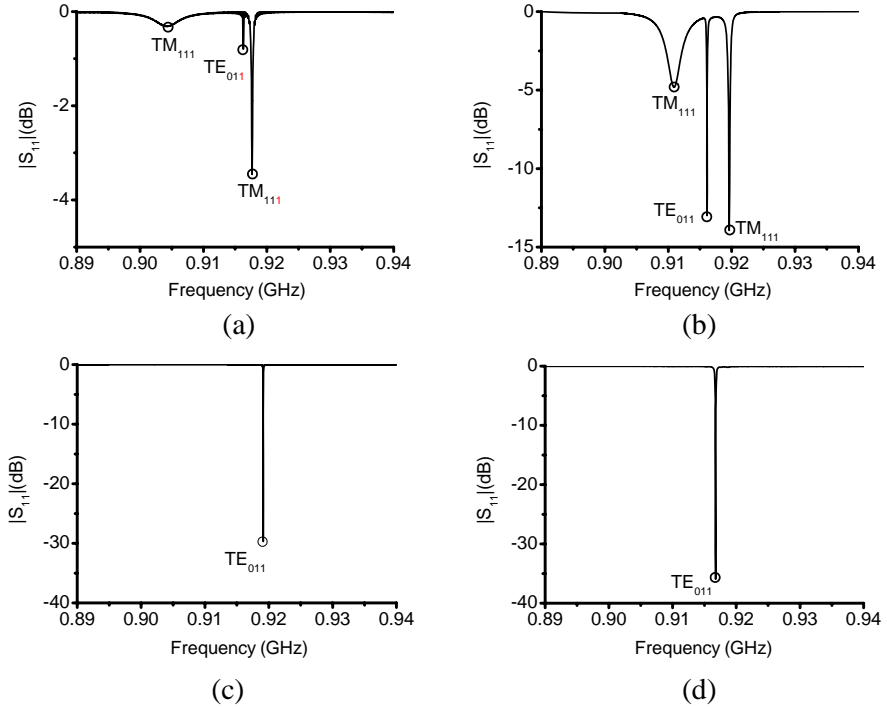 0
-2
-4
|S₁₁|(dB)
TM₁₁₁
TE₀₁₁
TM₁₁₁
0.89 0.90 0.91 0.92 0.93 0.94
Frequency (GHz)
(a)
0
-5
-10
-15
|S₁₁|(dB)
TM₁₁₁
TE₀₁₁
TM₁₁₁
0.89 0.90 0.91 0.92 0.93 0.94
Frequency (GHz)
(b)
0
-10
-20
-30
-40
|S₁₁|(dB)
TE₀₁₁
0.89 0.90 0.91 0.92 0.93 0.94
Frequency (GHz)
(c)
0
-10
-20
-30
-40
|S₁₁|(dB)
TE₀₁₁
0.89 0.90 0.91 0.92 0.93 0.94
Frequency (GHz)
(d)